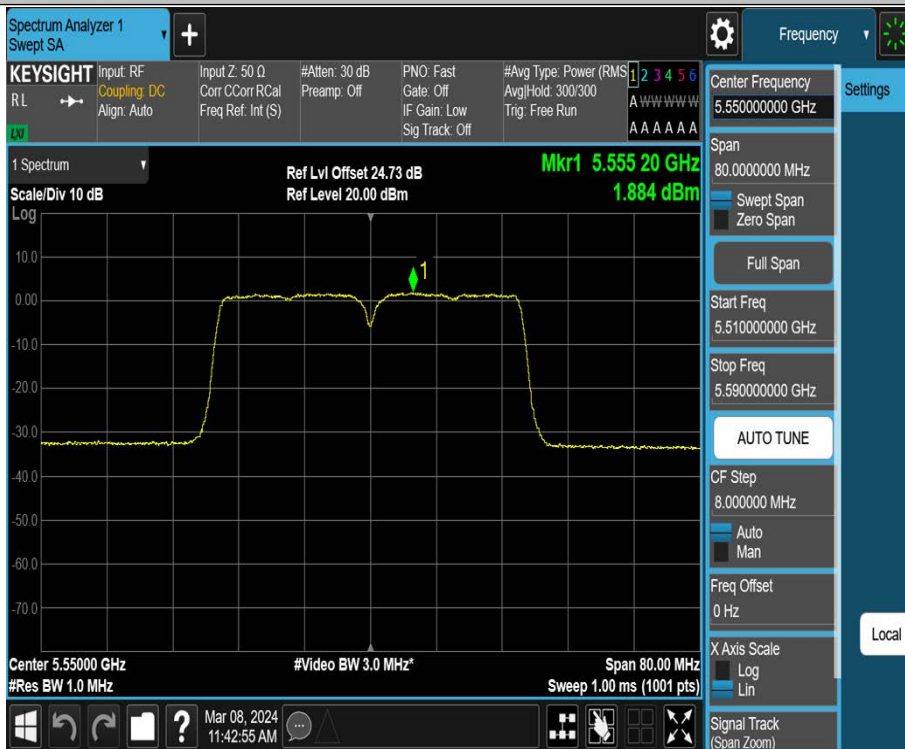 Spectrum Analyzer 1
Swept SA
+
Frequency
KEYSIGHT
RL
LXI
Input: RF
Coupling: DC
Align: Auto
Input Z: 50 Ω
Corr CCorr RCal
Freq Ref: Int (S)
#Atten: 30 dB
Preamp: Off
PNO: Fast
Gate: Off
IF Gain: Low
Sig Track: Off
#Avg Type: Power (RMS
Avg|Hold: 300/300
Trig: Free Run
1 2 3 4 5 6
A W W W W W
A A A A A A
1 Spectrum
Scale/Div 10 dB
Log
Ref Lvl Offset 24.73 dB
Ref Level 20.00 dBm
Mkr1 5.555 20 GHz
1.884 dBm
10.0
0.00
-10.0
-20.0
-30.0
-40.0
-50.0
-60.0
-70.0
1
Center 5.55000 GHz
#Res BW 1.0 MHz
#Video BW 3.0 MHz*
Span 80.00 MHz
Sweep 1.00 ms (1001 pts)
?
Mar 08, 2024
11:42:55 AM
Center Frequency
5.550000000 GHz
Span
80.0000000 MHz
Swept Span
Zero Span
Full Span
Start Freq
5.510000000 GHz
Stop Freq
5.590000000 GHz
AUTO TUNE
CF Step
8.000000 MHz
Auto
Man
Freq Offset
0 Hz
X Axis Scale
Log
Lin
Signal Track
(Span Zoom)
Settings
Local